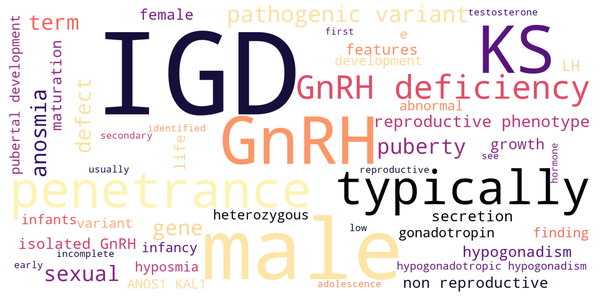 female
pathogenic variant
testosterone
term
first
e
features
development
LH
KS
IGD
GnRH deficiency
abnormal
pubertal development
maturation
anosmia
defect
secondary
identified
life
GnRH
reproductive phenotype
puberty
growth
see
hormone
usually
reproductive
penetrance
typically
infants
variant
gene
heterozygous
male
low
secretion
gonadotropin
finding
isolated GnRH
infancy
hypogonadism
early
incomplete
hyposmia
hypogonadotropic hypogonadism
sexual
ANOS1 KAL1
adolescence
non reproductive